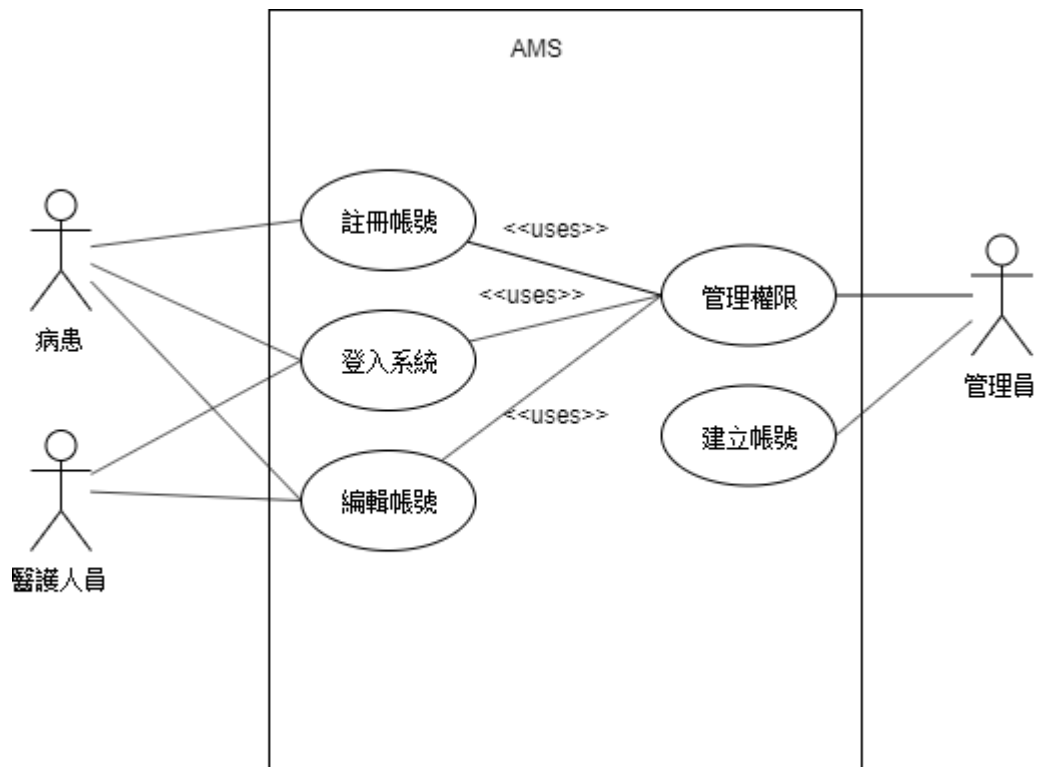 AMS
註冊帳號
<<uses>>
<<uses>>
管理權限
病患
登入系統
管理員
<<uses>>
建立帳號
編輯帳號
醫護人員